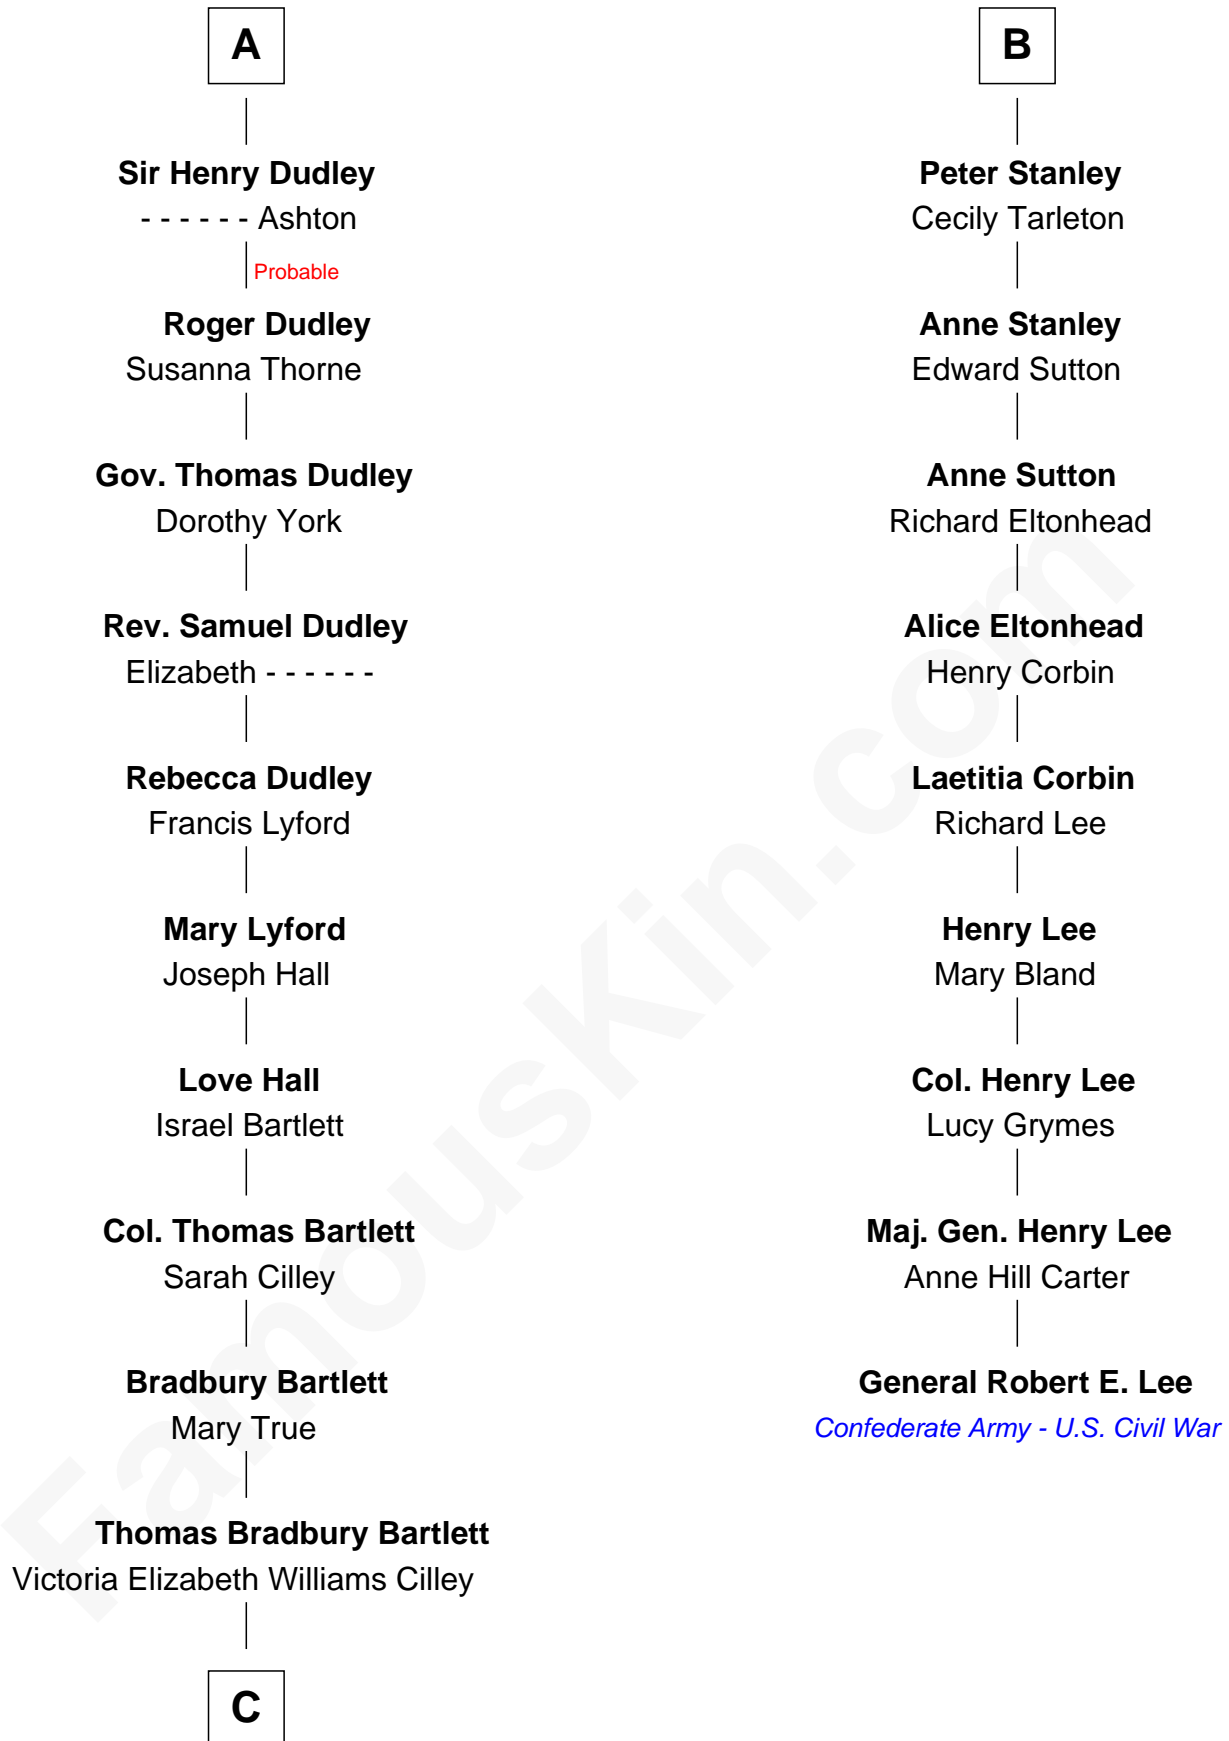 A
Sir Henry Dudley
- - - - - - Ashton
Probable
Roger Dudley
Susanna Thorne
Gov. Thomas Dudley
Dorothy York
Rev. Samuel Dudley
Elizabeth - - - - - -
Rebecca Dudley
Francis Lyford
Mary Lyford
Joseph Hall
Love Hall
Israel Bartlett
Col. Thomas Bartlett
Sarah Cilley
Bradbury Bartlett
Mary True
Thomas Bradbury Bartlett
Victoria Elizabeth Williams Cilley
C
B
Peter Stanley
Cecily Tarleton
Anne Stanley
Edward Sutton
Anne Sutton
Richard Eltonhead
Alice Eltonhead
Henry Corbin
Laetitia Corbin
Richard Lee
Henry Lee
Mary Bland
Col. Henry Lee
Lucy Grymes
Maj. Gen. Henry Lee
Anne Hill Carter
General Robert E. Lee
Confederate Army - U.S. Civil War
FamousKin.com